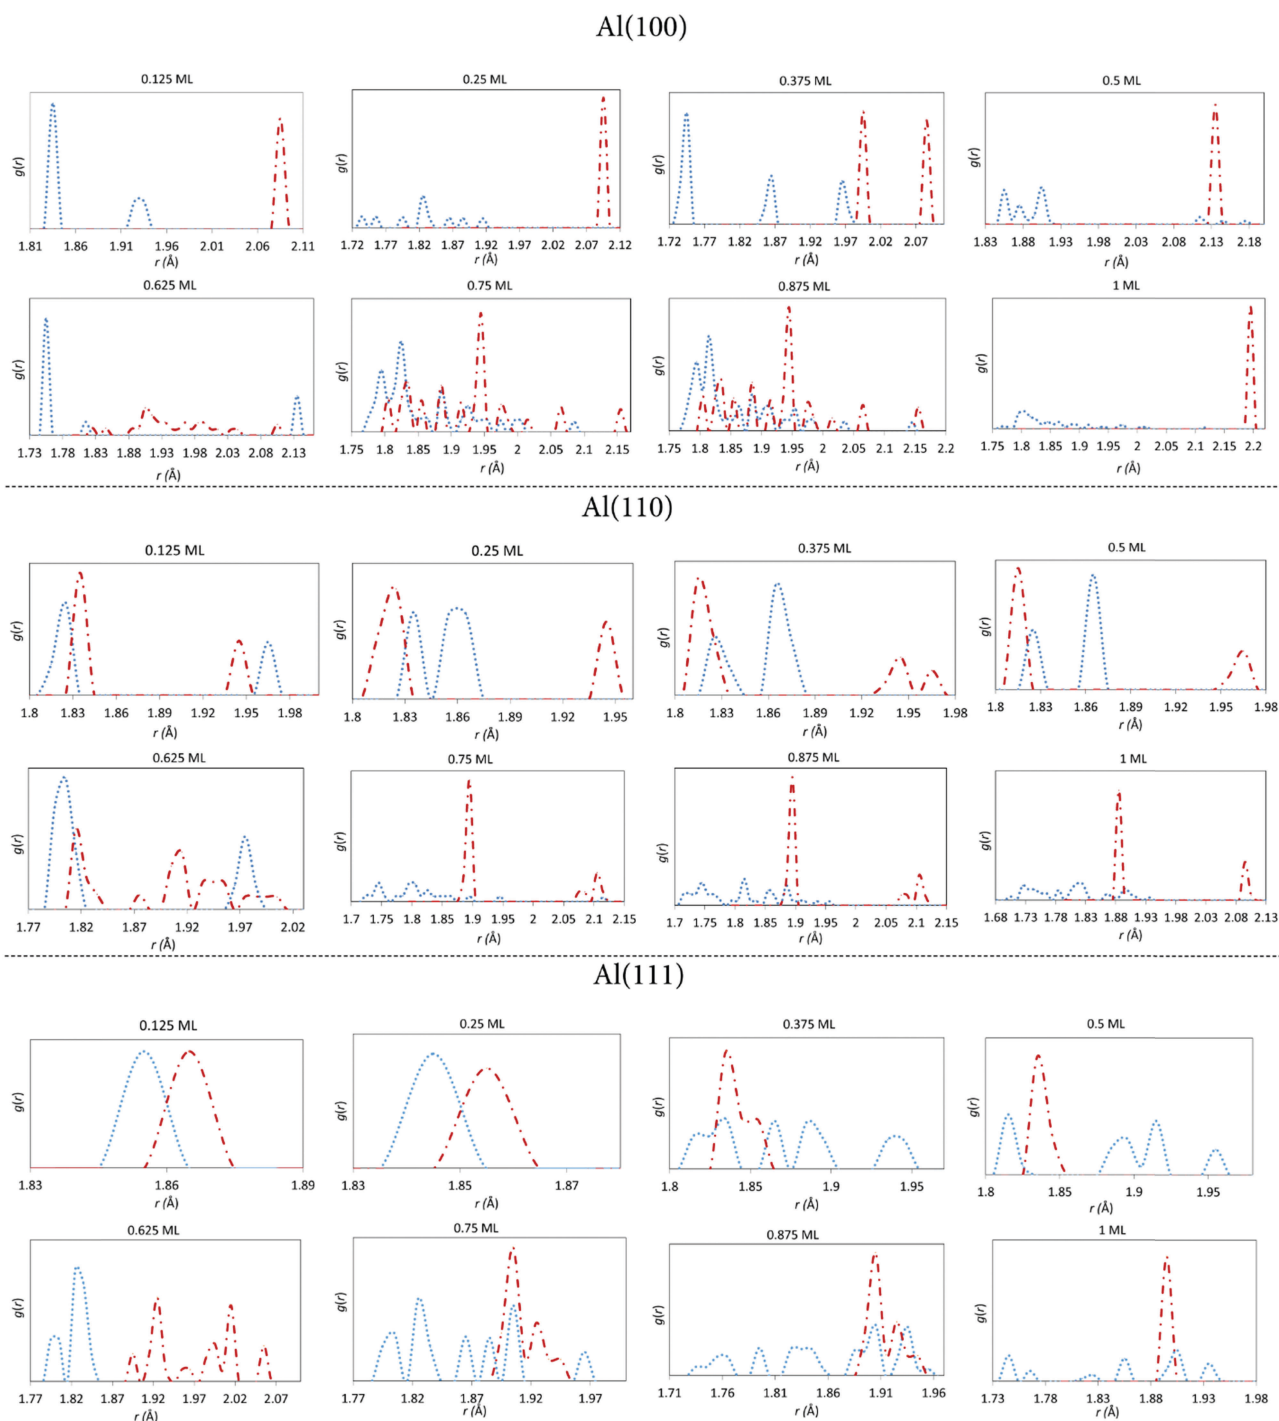 Al(100)
0.125 ML
0.25 ML
0.375 ML
0.5 ML
g(r)
g(r)
g(r)
g(r)
1.81 1.86 1.91 1.96 2.01 2.06 2.11
1.72 1.77 1.82 1.87 1.92 1.97 2.02 2.07 2.12
1.72 1.77 1.82 1.87 1.92 1.97 2.02 2.07
1.83 1.88 1.93 1.98 2.03 2.08 2.13 2.18
r (Å)
r (Å)
r (Å)
r (Å)
0.625 ML
0.75 ML
0.875 ML
1 ML
g(r)
g(r)
g(r)
g(r)
1.73 1.78 1.83 1.88 1.93 1.98 2.03 2.08 2.13
1.75 1.8 1.85 1.9 1.95 2 2.05 2.1 2.15
1.75 1.8 1.85 1.9 1.95 2 2.05 2.1 2.15 2.2
1.75 1.8 1.85 1.9 1.95 2 2.05 2.1 2.15 2.2
r (Å)
r (Å)
r (Å)
r (Å)
Al(110)
0.125 ML
0.25 ML
0.375 ML
0.5 ML
g(r)
g(r)
g(r)
g(r)
1.8 1.83 1.86 1.89 1.92 1.95 1.98
1.8 1.83 1.86 1.89 1.92 1.95
1.8 1.83 1.86 1.89 1.92 1.95 1.98
1.8 1.83 1.86 1.89 1.92 1.95 1.98
r (Å)
r (Å)
r (Å)
r (Å)
0.625 ML
0.75 ML
0.875 ML
1 ML
g(r)
g(r)
g(r)
g(r)
1.77 1.82 1.87 1.92 1.97 2.02
1.7 1.75 1.8 1.85 1.9 1.95 2 2.05 2.1 2.15
1.7 1.75 1.8 1.85 1.9 1.95 2 2.05 2.1 2.15
1.68 1.73 1.78 1.83 1.88 1.93 1.98 2.03 2.08 2.13
r (Å)
r (Å)
r (Å)
r (Å)
Al(111)
0.125 ML
0.25 ML
0.375 ML
0.5 ML
g(r)
g(r)
g(r)
g(r)
1.83 1.86 1.89
1.83 1.85 1.87
1.8 1.85 1.9 1.95
1.8 1.85 1.9 1.95
r (Å)
r (Å)
r (Å)
r (Å)
0.625 ML
0.75 ML
0.875 ML
1 ML
g(r)
g(r)
g(r)
g(r)
1.77 1.82 1.87 1.92 1.97 2.02 2.07
1.77 1.82 1.87 1.92 1.97
1.71 1.76 1.81 1.86 1.91 1.96
1.73 1.78 1.83 1.88 1.93 1.98
r (Å)
r (Å)
r (Å)
r (Å)